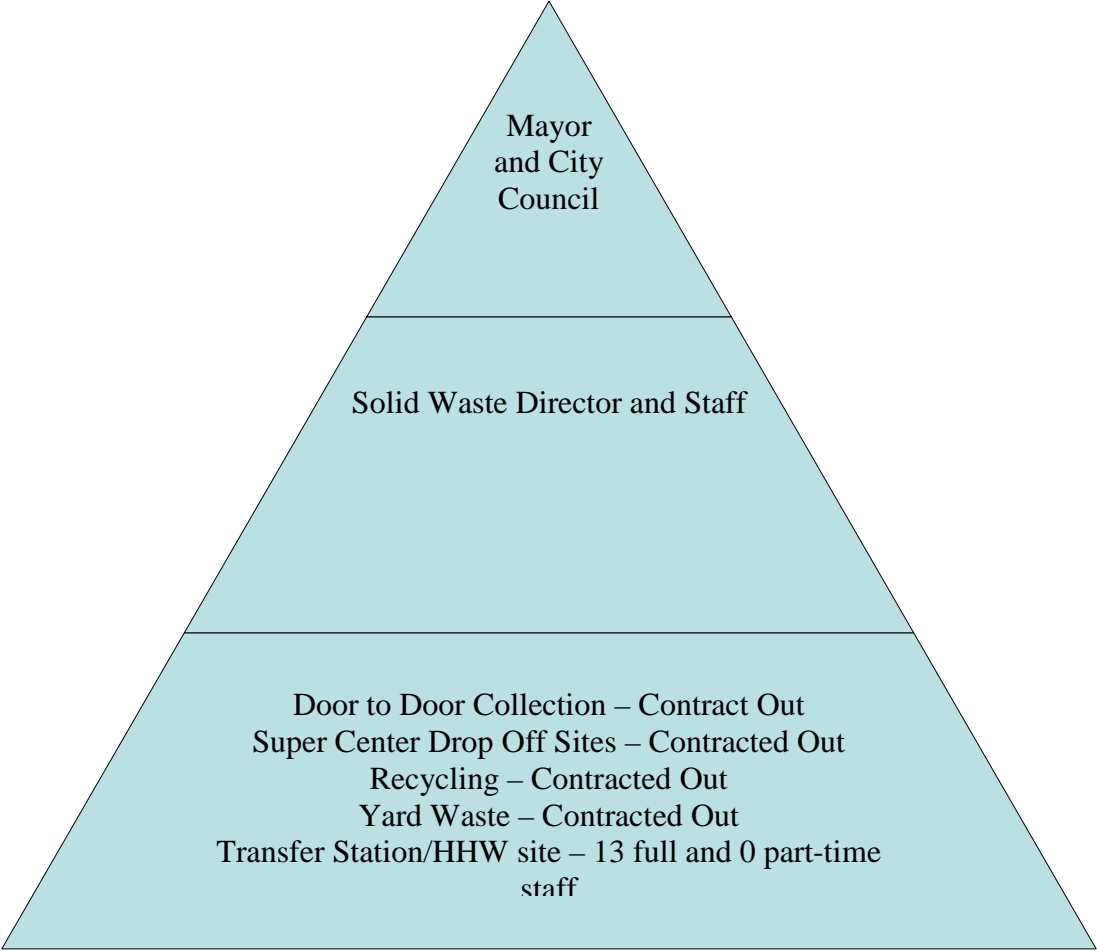 Mayor
and City
Council
Solid Waste Director and Staff
Door to Door Collection – Contract Out
Super Center Drop Off Sites – Contracted Out
Recycling – Contracted Out
Yard Waste – Contracted Out
Transfer Station/HHW site – 13 full and 0 part-time
staff